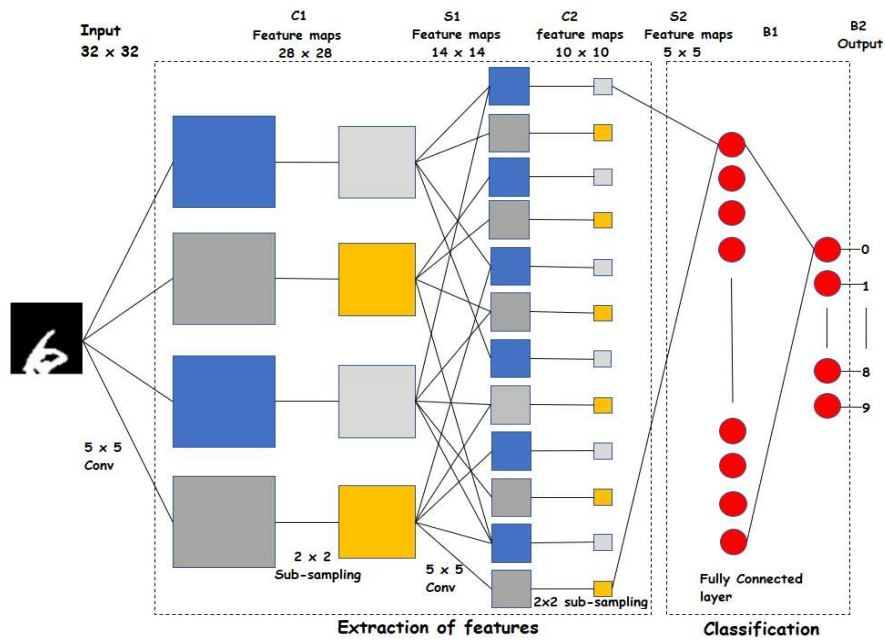 Input
32 x 32
C1
Feature maps
28 x 28
S1
Feature maps
14 x 14
C2
feature maps
10 x 10
S2
Feature Maps
5 x 5
B1
B2
Output
0
1
8
9
5 x 5
Conv
2 x 2
Sub-sampling
5 x 5
Conv
2x2 sub-sampling
Fully Connected
layer
Extraction of features
Classification